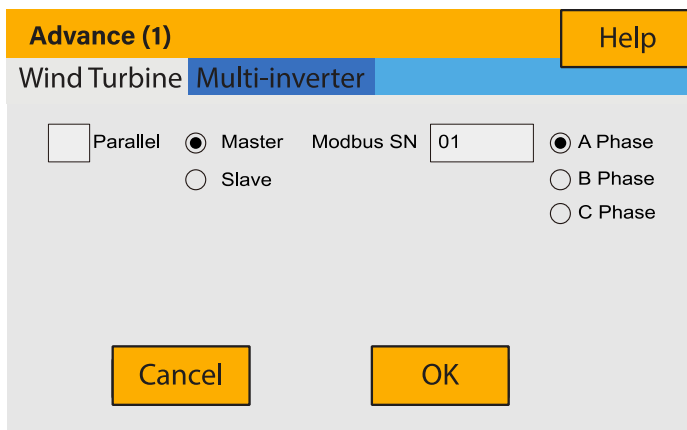 Advance (1)
Help
Wind Turbine Multi-inverter
Parallel Master Modbus SN 01 A Phase
Slave B Phase
C Phase
Cancel OK